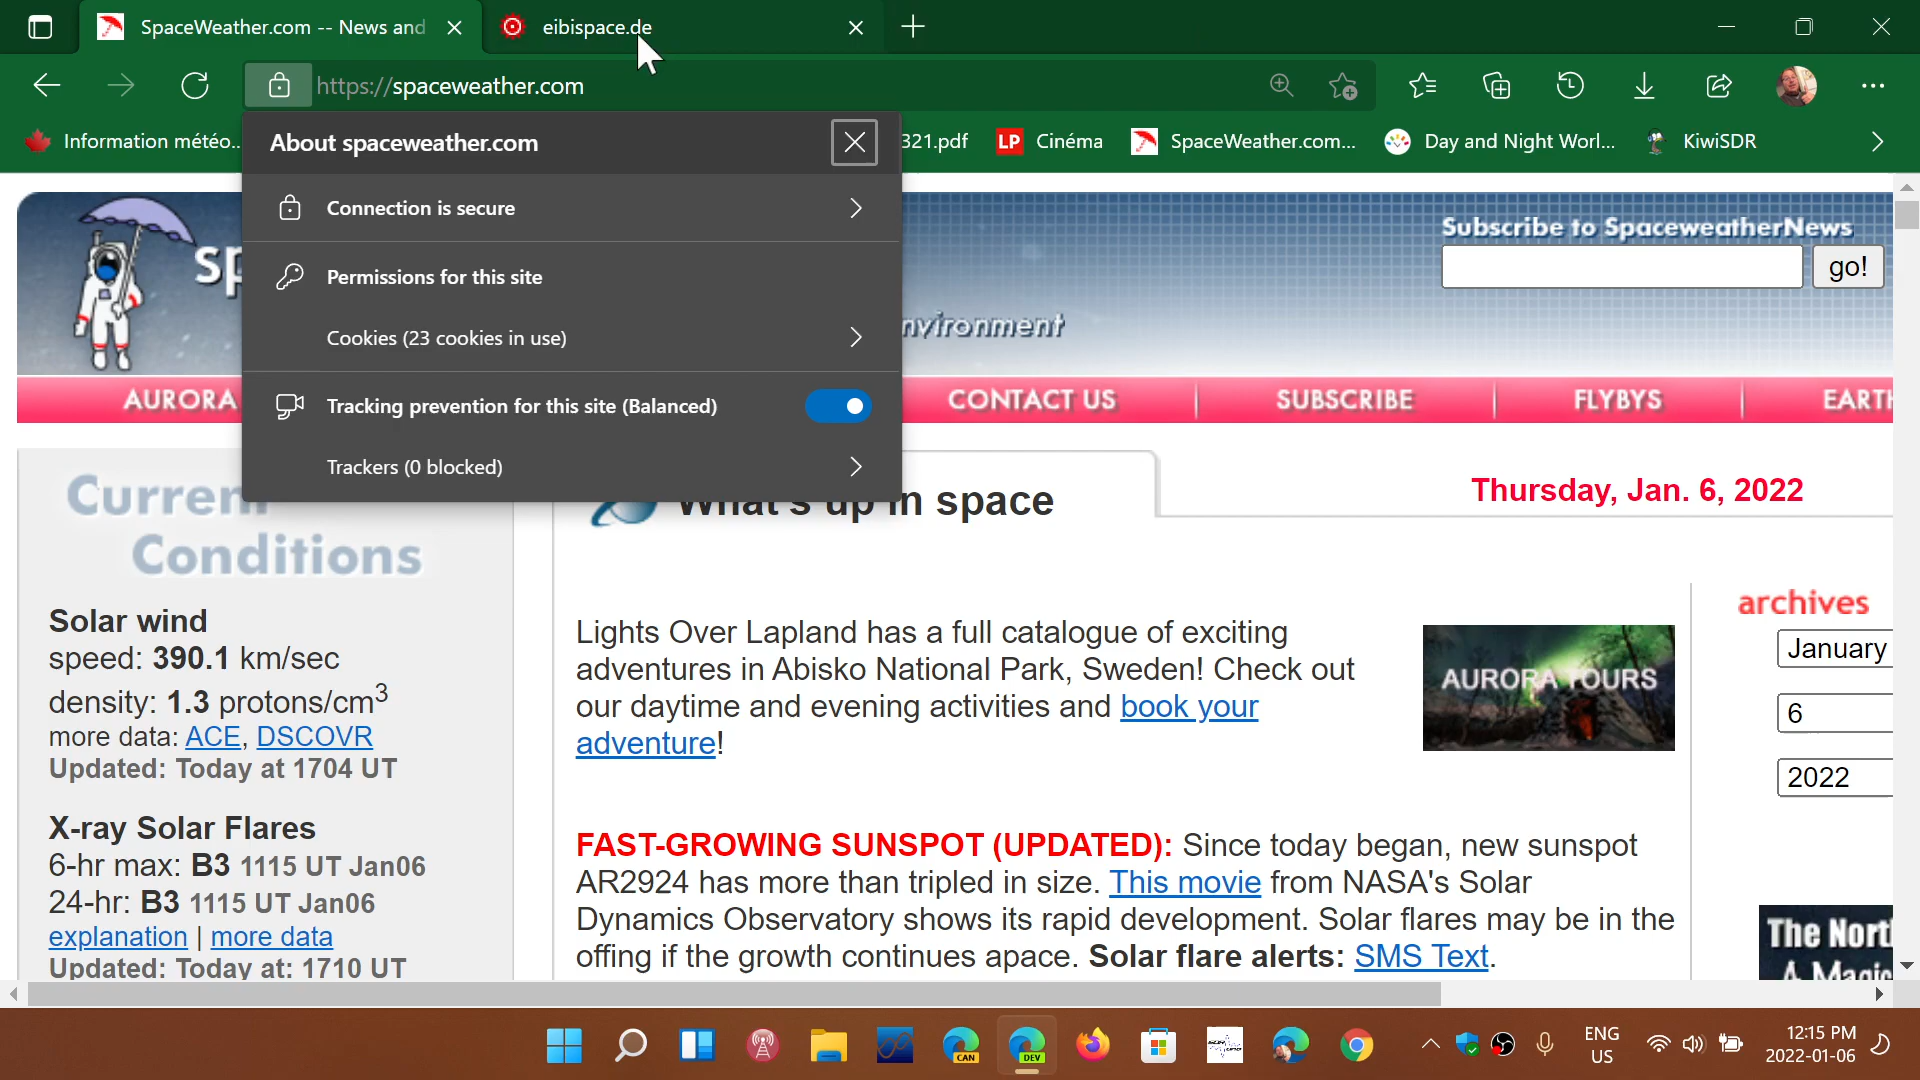 SpaceWeather.com -- News and
eibispace.de
https://spaceweather.com
Information météo...
321.pdf
LP Cinéma
SpaceWeather.com...
Day and Night Worl...
KiwiSDR
About spaceweather.com
Connection is secure
Permissions for this site
Cookies (23 cookies in use)
Tracking prevention for this site (Balanced)
Trackers (0 blocked)
sp
nvironment
Subscribe to SpaceweatherNews
go!
AURORA
CONTACT US
SUBSCRIBE
FLYBYS
EARTH
Current
Conditions
Solar wind
speed: 390.1 km/sec
density: 1.3 protons/cm3
more data: ACE, DSCOVR
Updated: Today at 1704 UT
X-ray Solar Flares
6-hr max: B3 1115 UT Jan06
24-hr: B3 1115 UT Jan06
explanation | more data
Updated: Today at: 1710 UT
What's up in space
Thursday, Jan. 6, 2022
Lights Over Lapland has a full catalogue of exciting
adventures in Abisko National Park, Sweden! Check out
our daytime and evening activities and book your
adventure!
AURORA TOURS
FAST-GROWING SUNSPOT (UPDATED): Since today began, new sunspot
AR2924 has more than tripled in size. This movie from NASA's Solar
Dynamics Observatory shows its rapid development. Solar flares may be in the
offing if the growth continues apace. Solar flare alerts: SMS Text.
archives
January
6
2022
The North
A Magic
CAN
DEV
ENG
US
12:15 PM
2022-01-06